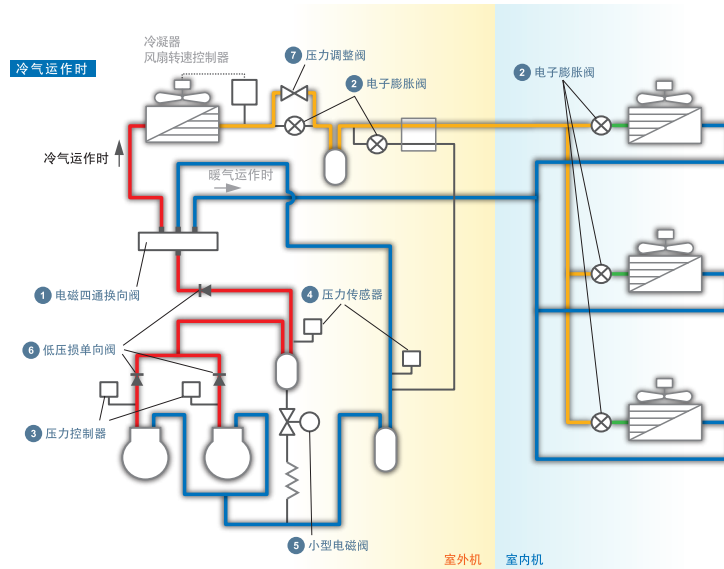 冷凝器
风扇转速控制器
冷气运作时
7 压力调整阀
2 电子膨胀阀
2 电子膨胀阀
冷气运作时
暖气运作时
1 电磁四通换向阀
4 压力传感器
6 低压损单向阀
3 压力控制器
5 小型电磁阀
室外机
室内机